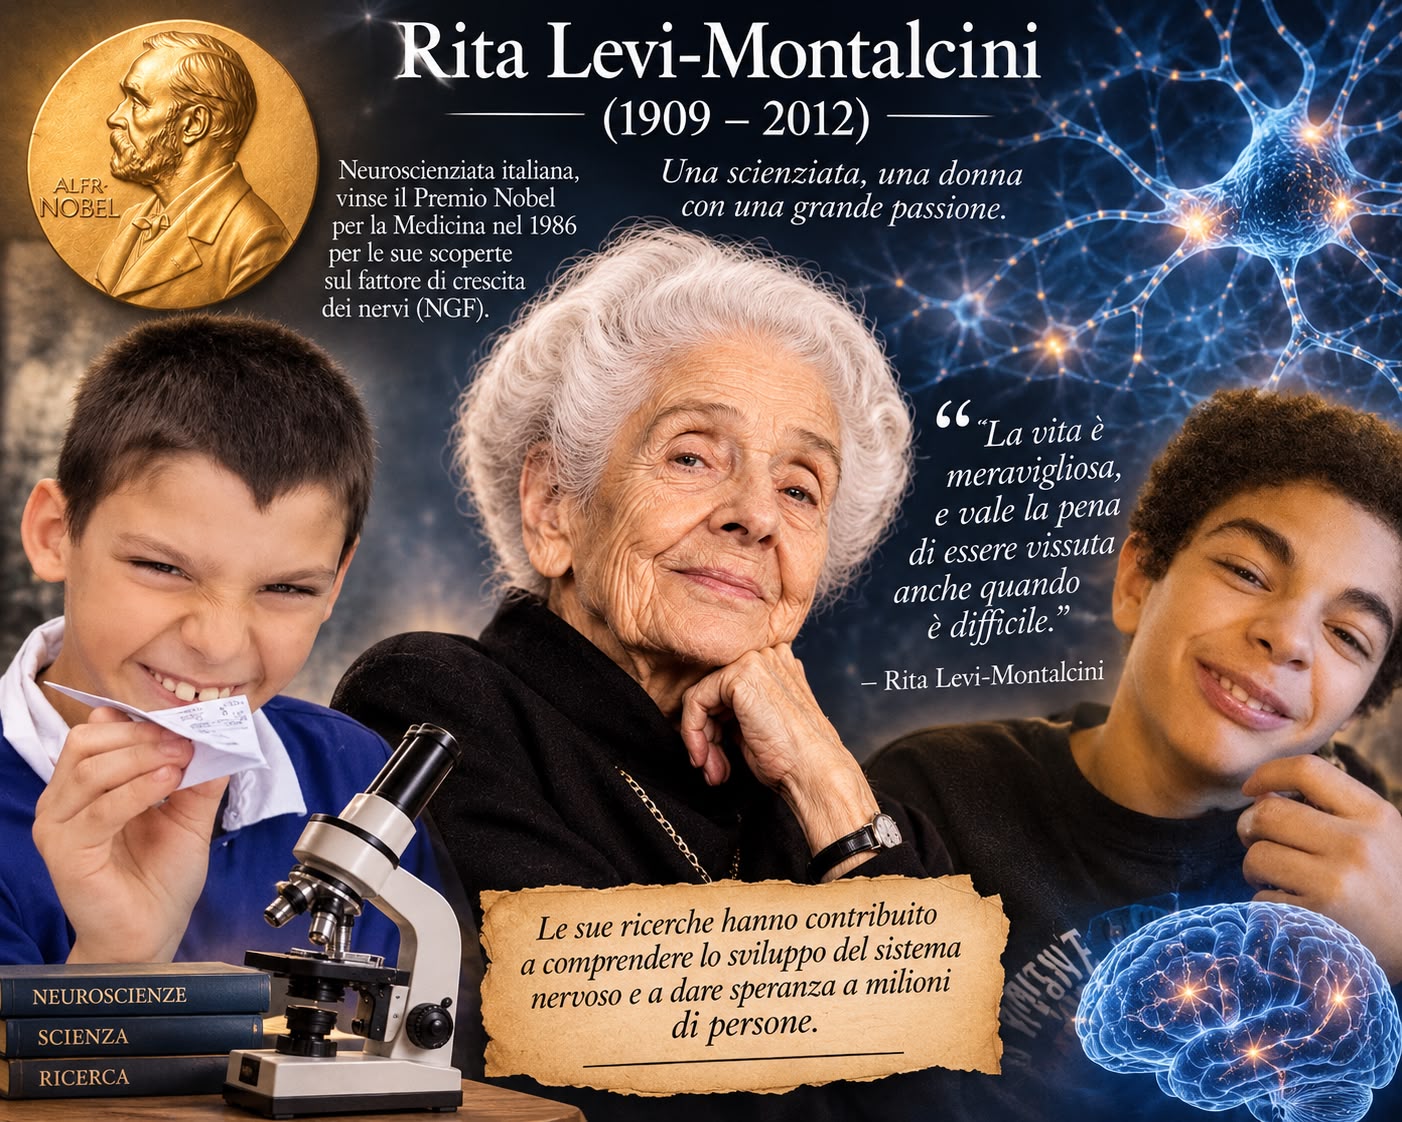 Rita Levi-Montalcini
(1909 – 2012)
Neuroscienziata italiana,
vinse il Premio Nobel
per la Medicina nel 1986
per le sue scoperte
sul fattore di crescita
dei nervi (NGF).
Una scienziata, una donna
con una grande passione.
ALFR·
NOBEL
“ “La vita è
meravigliosa,
e vale la pena
di essere vissuta
anche quando
è difficile.”
– Rita Levi-Montalcini
Le sue ricerche hanno contribuito
a comprendere lo sviluppo del sistema
nervoso e a dare speranza a milioni
di persone.
NEUROSCIENZE
SCIENZA
RICERCA